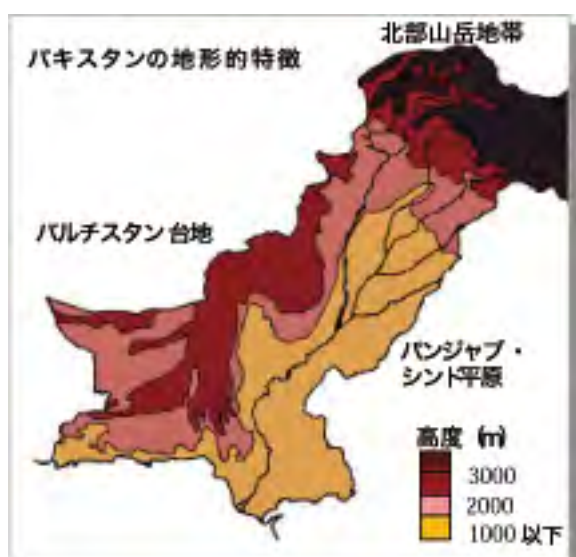 北部山岳地帯
パキスタンの地形的特徴
バルチスタン台地
パンジャブ・
シンド平原
高度 (m)
3000
2000
1000 以下